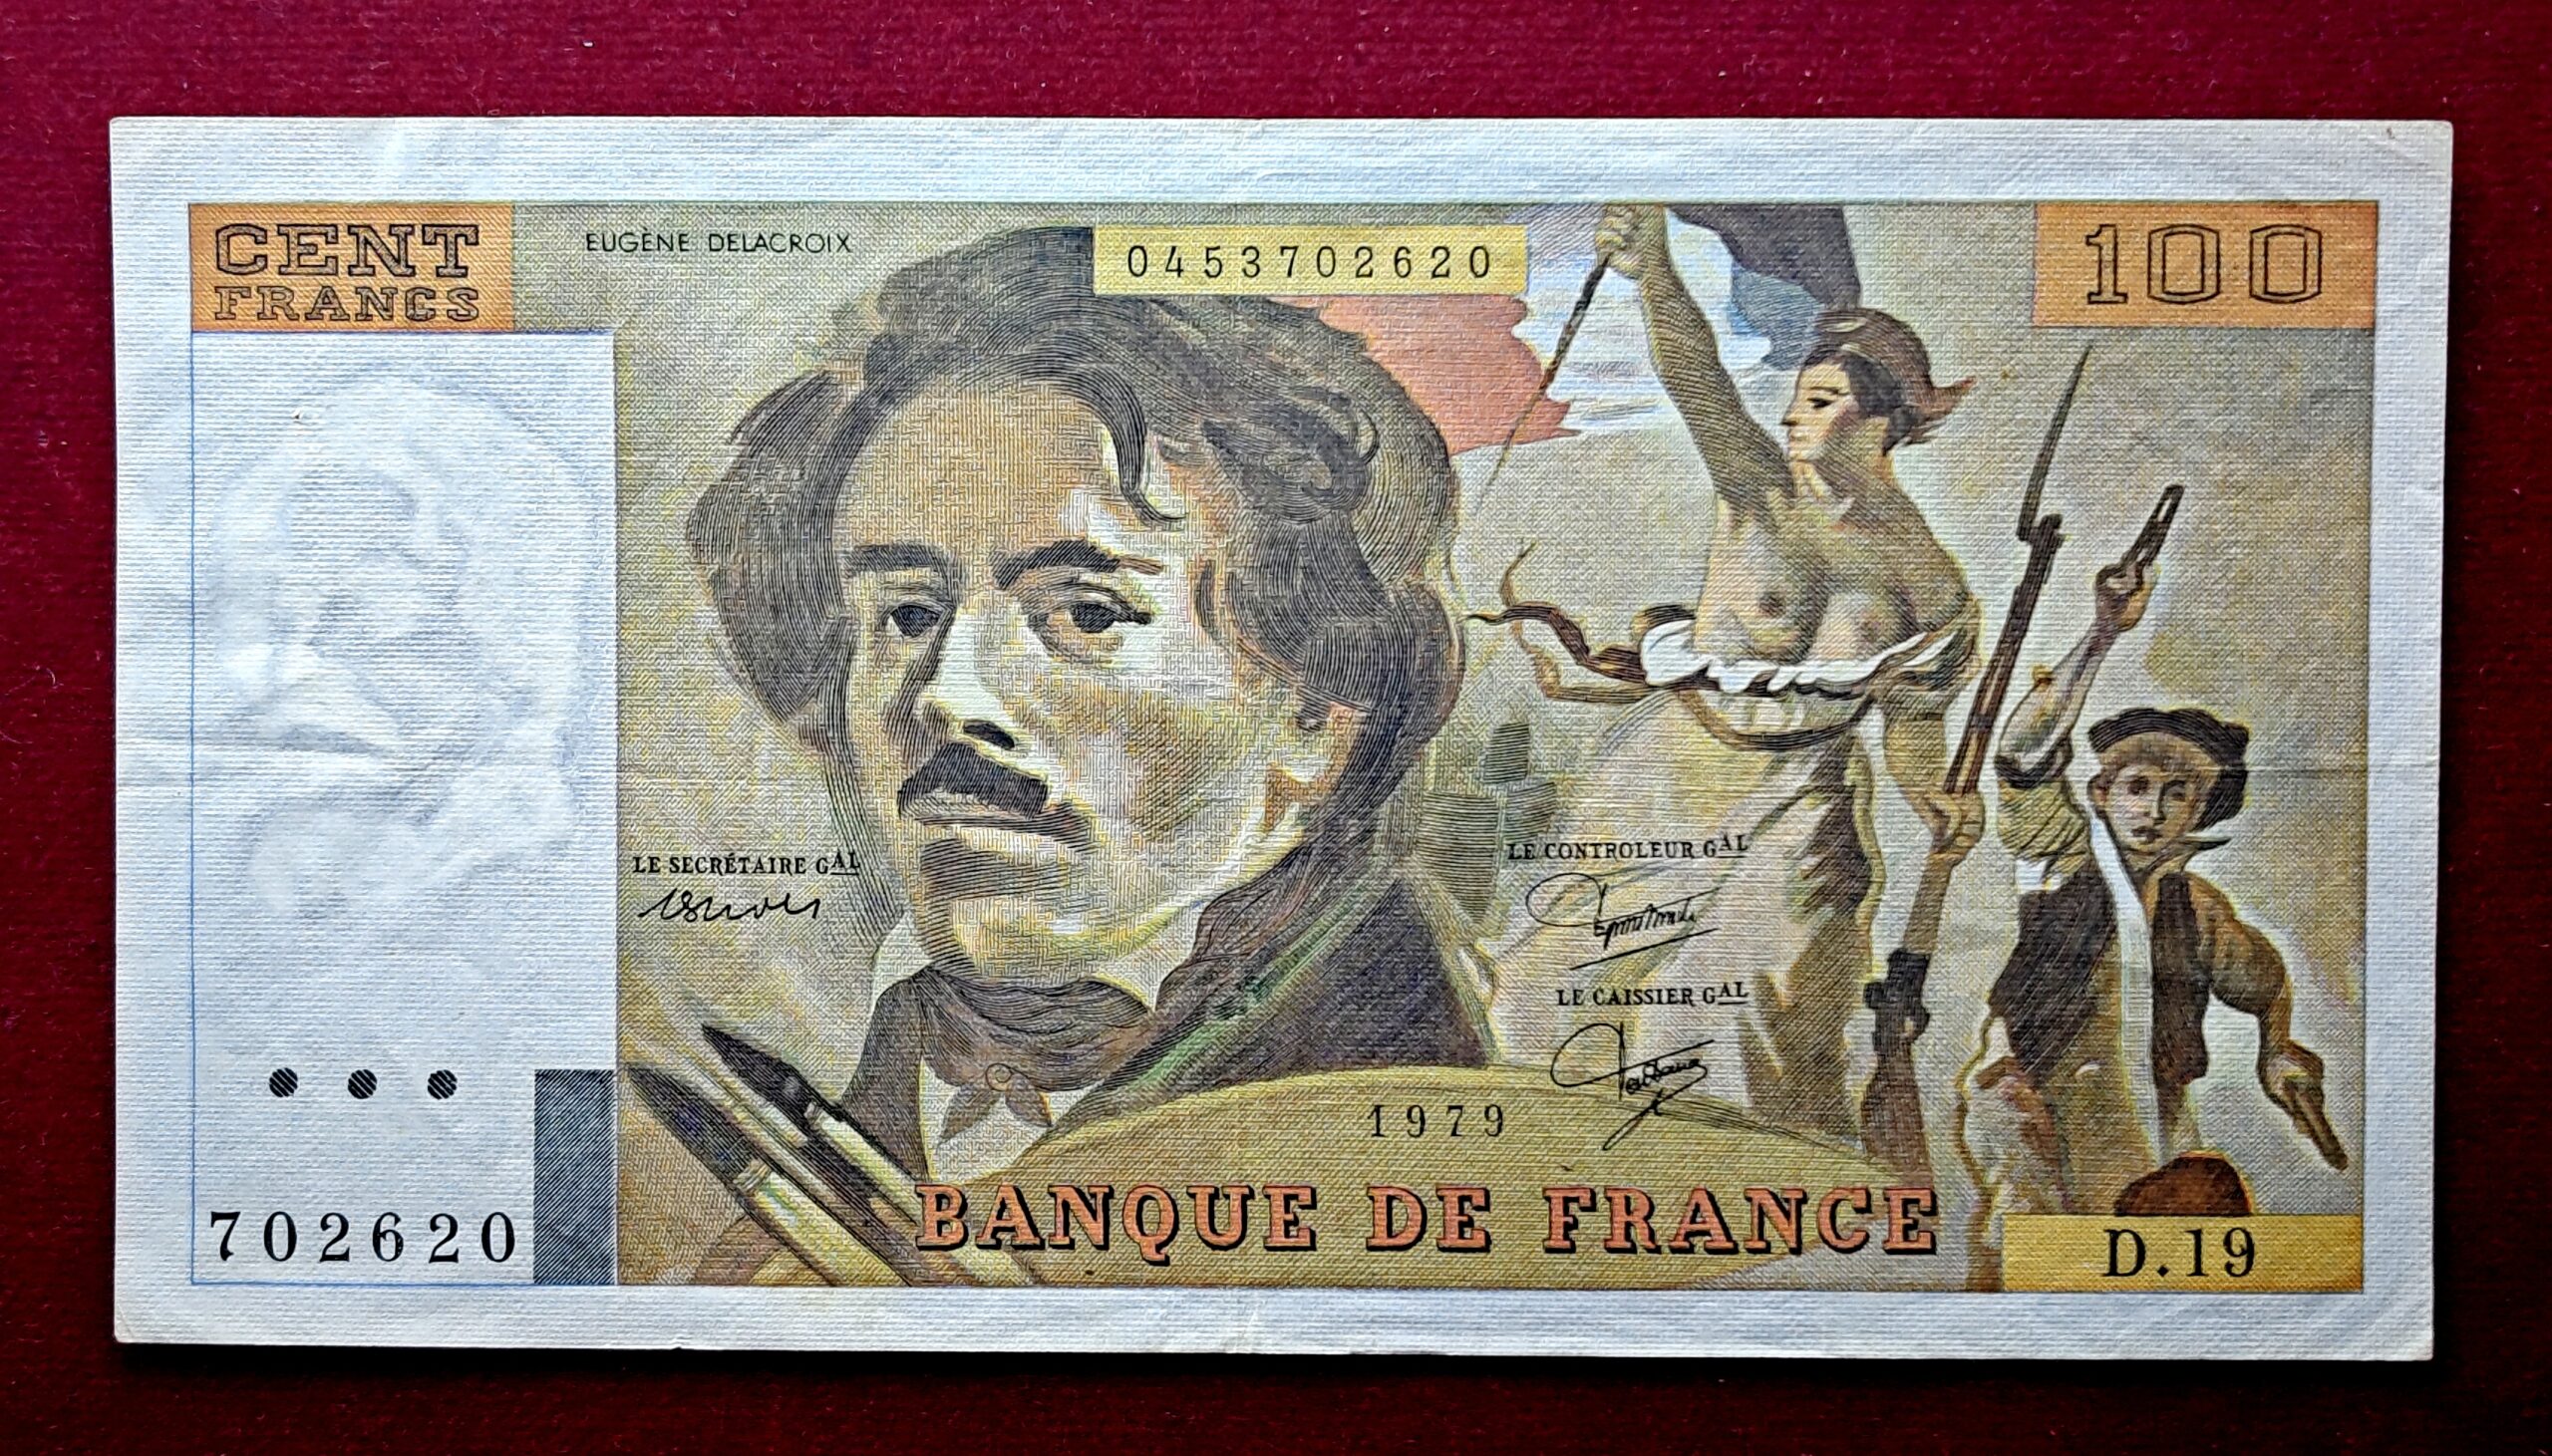 CENT
FRANCS
EUGÈNE DELACROIX
0453702620
100
LE SECRÉTAIRE GAL
LE CONTROLEUR GAL
LE CAISSIER GAL
1979
BANQUE DE FRANCE
702620
D.19